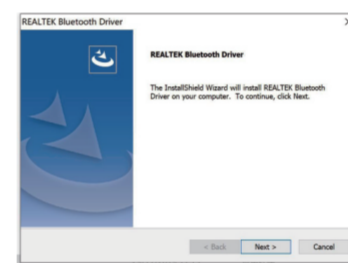 REALTEK Bluetooth Driver
REALTEK Bluetooth Driver
The InstallShield Wizard will install REALTEK Bluetooth
Driver on your computer. To continue, click Next.
< Back Next > Cancel